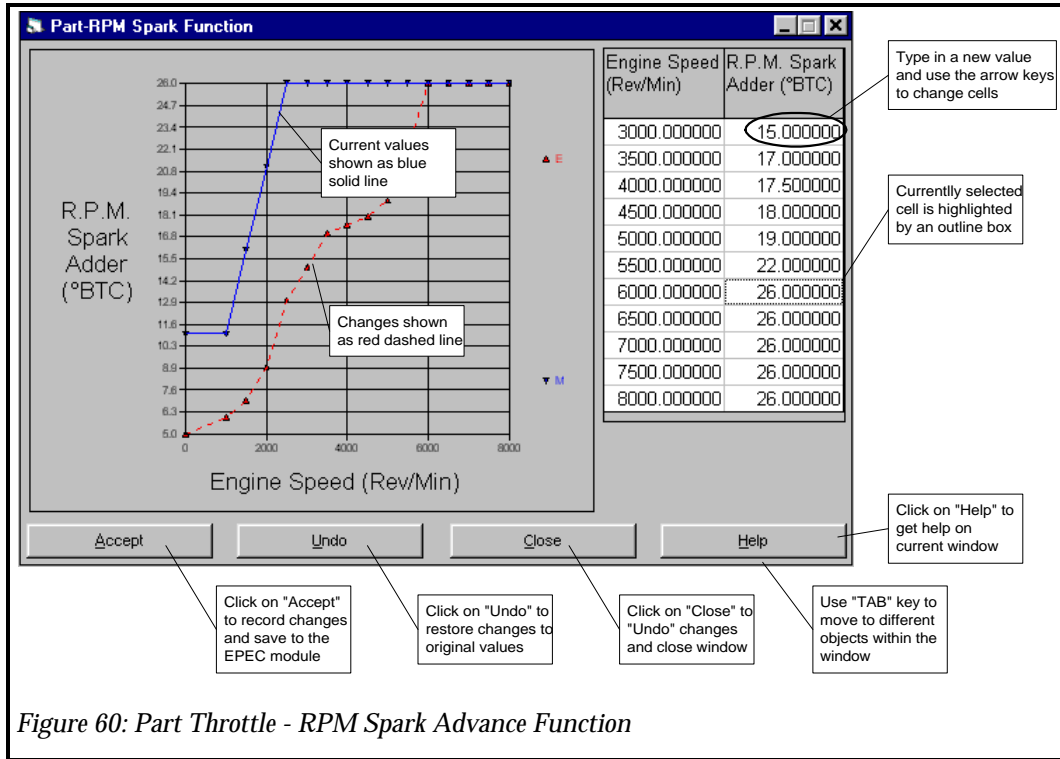 Part-RPM Spark Function
26.0
24.7
23.4
22.1
20.8
19.4
18.1
16.8
15.5
14.2
12.9
11.6
10.3
8.9
7.6
6.3
5.0
0 2000 4000 6000 8000
R.P.M.
Spark
Adder
(°BTC)
Engine Speed (Rev/Min)
Current values
shown as blue
solid line
Changes shown
as red dashed line
E
M
Engine Speed R.P.M. Spark
(Rev/Min) Adder (°BTC)
3000.000000 15.000000
3500.000000 17.000000
4000.000000 17.500000
4500.000000 18.000000
5000.000000 19.000000
5500.000000 22.000000
6000.000000 26.000000
6500.000000 26.000000
7000.000000 26.000000
7500.000000 26.000000
8000.000000 26.000000
Type in a new value
and use the arrow keys
to change cells
Currentlly selected
cell is highlighted
by an outline box
Click on "Help" to
get help on
current window
Accept Undo Close Help
Click on "Accept"
to record changes
and save to the
EPEC module
Click on "Undo" to
restore changes to
original values
Click on "Close" to
"Undo" changes
and close window
Use "TAB" key to
move to different
objects within the
window
Figure 60: Part Throttle - RPM Spark Advance Function